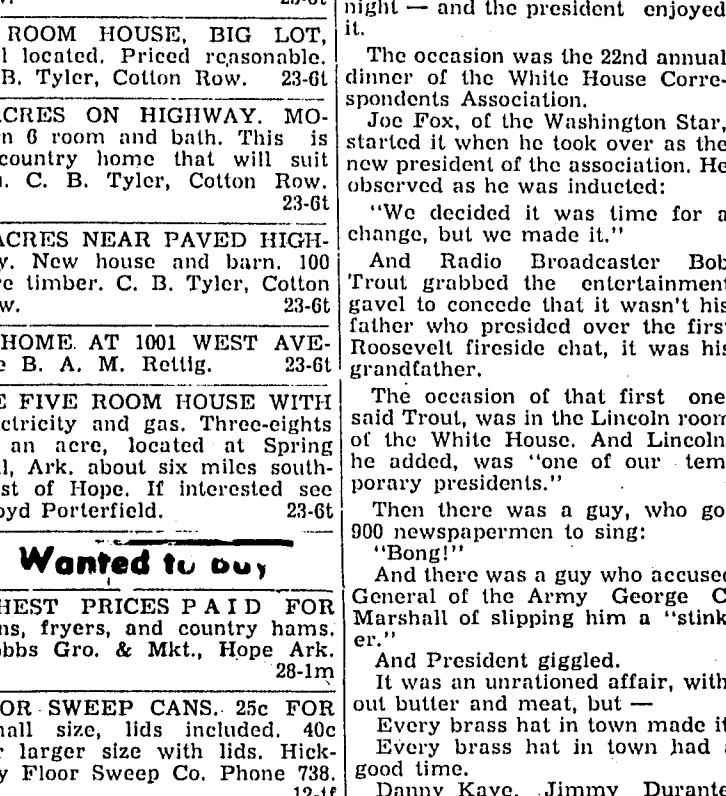 23-6t
ROOM HOUSE, BIG LOT,
l located. Priced reasonable.
B. Tyler, Cotton Row. 23-6t
ACRES ON HIGHWAY. MO-
n 6 room and bath. This is
country home that will suit
. C. B. Tyler, Cotton Row.
23-6t
ACRES NEAR PAVED HIGH-
y. New house and barn. 100
e timber. C. B. Tyler, Cotton
w. 23-6t
HOME AT 1001 WEST AVE-
e B. A. M. Rettig. 23-6t
E FIVE ROOM HOUSE WITH
ctricity and gas. Three-eights
an acre, located at Spring
l, Ark. about six miles south-
st of Hope. If interested see
oyd Porterfield. 23-6t
Wanted to buy
HEST PRICES PAID FOR
ns, fryers, and country hams.
obbs Gro. & Mkt., Hope Ark.
28-1m
OR SWEEP CANS. 25c FOR
mall size, lids included. 40c
r larger size with lids. Hick-
y Floor Sweep Co. Phone 738.
12-tf
night — and the president enjoyed
it.
The occasion was the 22nd annual
dinner of the White House Corre-
spondents Association.
Joe Fox, of the Washington Star,
started it when he took over as the
new president of the association. He
observed as he was inducted:
"We decided it was time for a
change, but we made it."
And Radio Broadcaster Bob
Trout grabbed the entertainment
gavel to concede that it wasn't his
father who presided over the first
Roosevelt fireside chat, it was his
grandfather.
The occasion of that first one
said Trout, was in the Lincoln room
of the White House. And Lincoln
he added, was "one of our tem
porary presidents."
Then there was a guy, who go
900 newspapermen to sing:
"Bong!"
And there was a guy who accused
General of the Army George C
Marshall of slipping him a "stink
er."
And President giggled.
It was an unrationed affair, with
out butter and meat, but —
Every brass hat in town made it
Every brass hat in town had a
good time.
Danny Kaye, Jimmy Durante